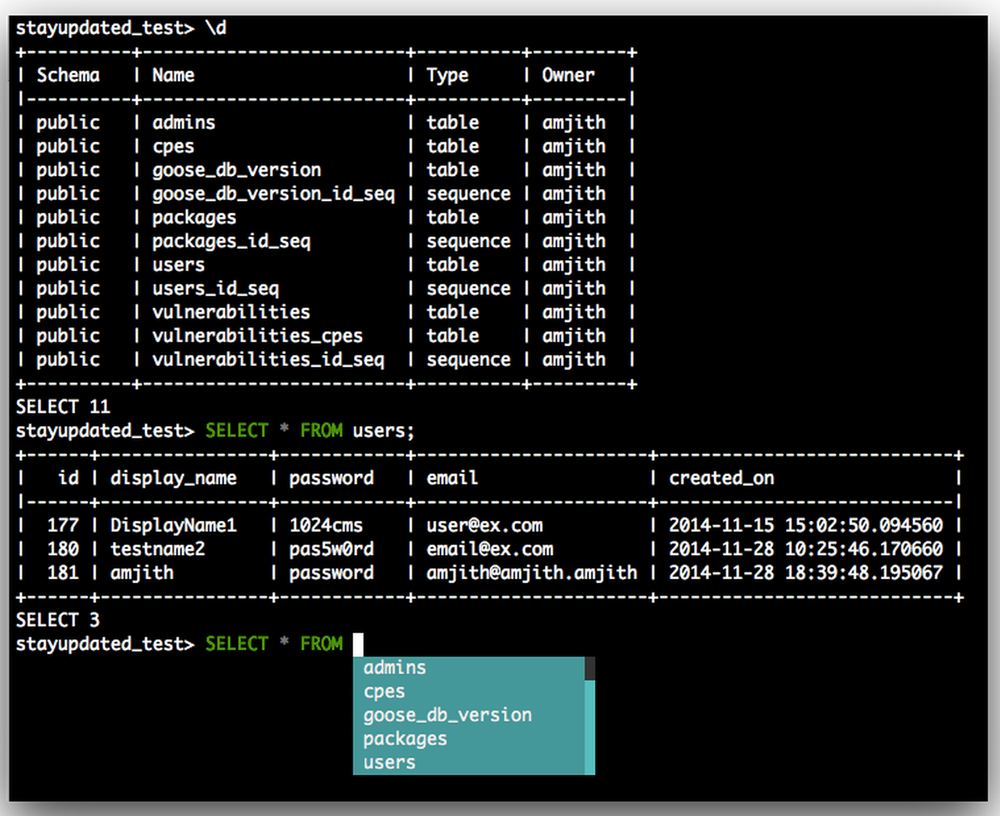 stayupdated_test> \d
+----------+-------------------------+----------+---------+
| Schema   | Name                    | Type     | Owner   |
|----------+-------------------------+----------+---------|
| public   | admins                  | table    | amjith  |
| public   | cpes                    | table    | amjith  |
| public   | goose_db_version        | table    | amjith  |
| public   | goose_db_version_id_seq | sequence | amjith  |
| public   | packages                | table    | amjith  |
| public   | packages_id_seq         | sequence | amjith  |
| public   | users                   | table    | amjith  |
| public   | users_id_seq            | sequence | amjith  |
| public   | vulnerabilities         | table    | amjith  |
| public   | vulnerabilities_cpes    | table    | amjith  |
| public   | vulnerabilities_id_seq  | sequence | amjith  |
+----------+-------------------------+----------+---------+
SELECT 11
stayupdated_test> SELECT * FROM users;
+------+----------------+------------+----------------------+----------------------------+
|   id | display_name   | password   | email                | created_on                 |
|------+----------------+------------+----------------------+----------------------------|
|  177 | DisplayName1   | 1024cms    | user@ex.com          | 2014-11-15 15:02:50.094560 |
|  180 | testname2      | pas5w0rd   | email@ex.com         | 2014-11-28 10:25:46.170660 |
|  181 | amjith         | password   | amjith@amjith.amjith | 2014-11-28 18:39:48.195067 |
+------+----------------+------------+----------------------+----------------------------+
SELECT 3
stayupdated_test> SELECT * FROM
admins
cpes
goose_db_version
packages
users